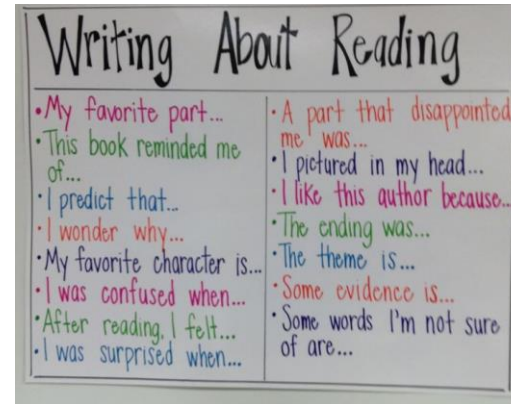 Writing About Reading
•My favorite part...
•This book reminded me
of...
•I predict that...
•I wonder why...
•My favorite character is...
•I was confused when...
•After reading, I felt...
•I was surprised when...
•A part that disappointed
me was...
•I pictured in my head...
•I like this author because...
•The ending was...
•The theme is...
•Some evidence is...
•Some words I'm not sure
of are...